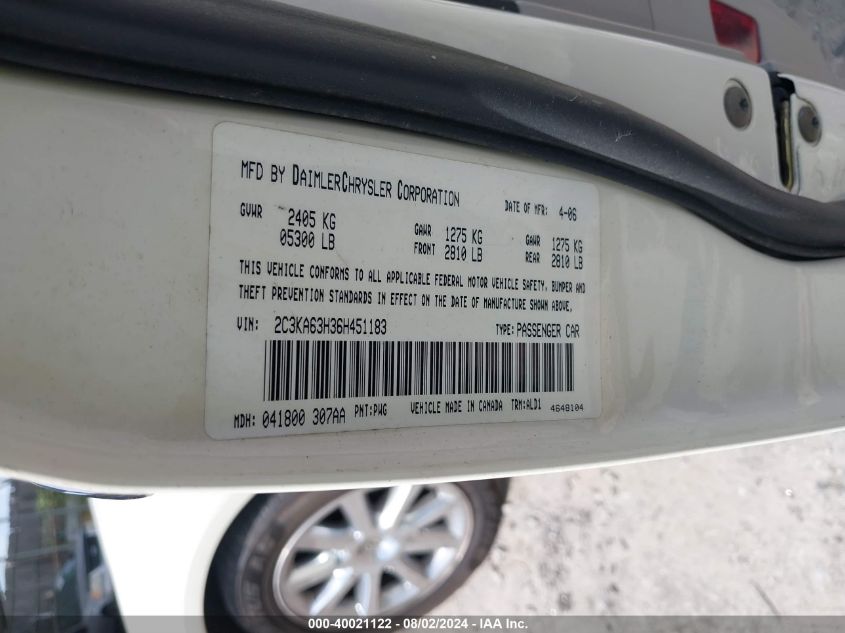 MFD BY DAIMLERCHRYSLER CORPORATION DATE OF MFR: 4-06
GVWR 2405 KG GAWR 1275 KG GAWR 1275 KG
05300 LB FRONT 2810 LB REAR 2810 LB
THIS VEHICLE CONFORMS TO ALL APPLICABLE FEDERAL MOTOR VEHICLE SAFETY, BUMPER AND
THEFT PREVENTION STANDARDS IN EFFECT ON THE DATE OF MANUFACTURE SHOWN ABOVE.
VIN: 2C3KA63H36H451183 TYPE: PASSENGER CAR
MDH: 041800 307AA PNT: PWG VEHICLE MADE IN CANADA TRM: ALD1 4648104
000-40021122 - 08/02/2024 - IAA Inc.